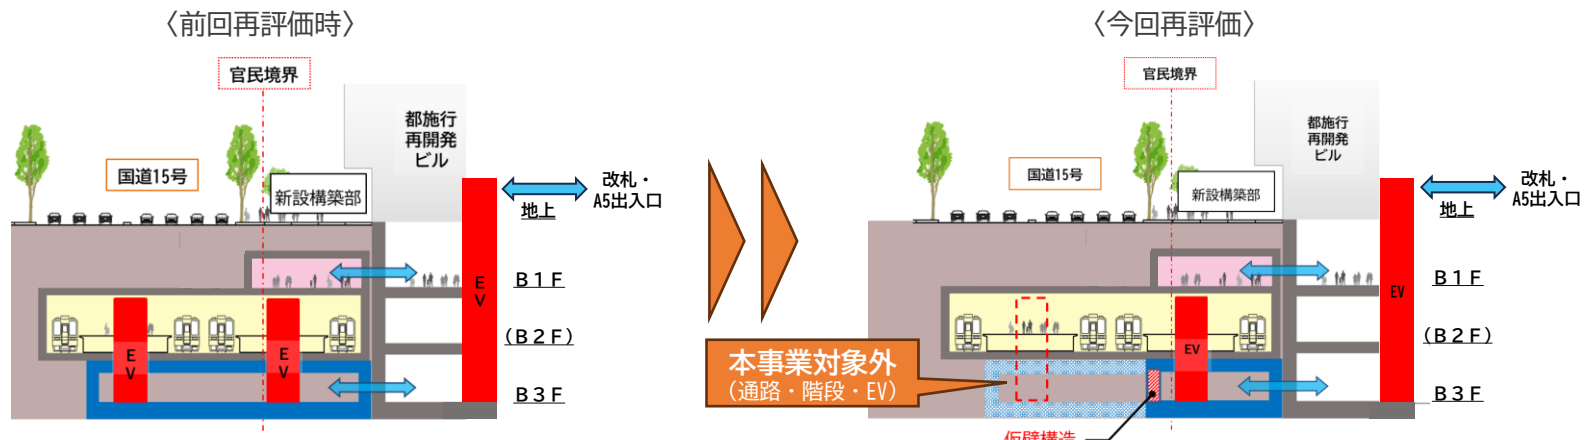 〈前回再評価時〉
官民境界
都施行
再開発
ビル
国道15号
新設構築部
改札・
A5出入口
地上
EV
B1F
EV
EV
(B2F)
B3F
〈今回再評価〉
官民境界
都施行
再開発
ビル
国道15号
新設構築部
改札・
A5出入口
地上
B1F
EV
(B2F)
EV
本事業対象外
(通路・階段・EV)
B3F
仮壁構造